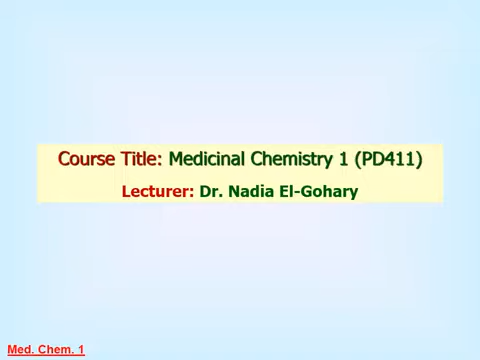 Course Title: Medicinal Chemistry 1 (PD411)
Lecturer: Dr. Nadia El-Gohary
Med. Chem. 1